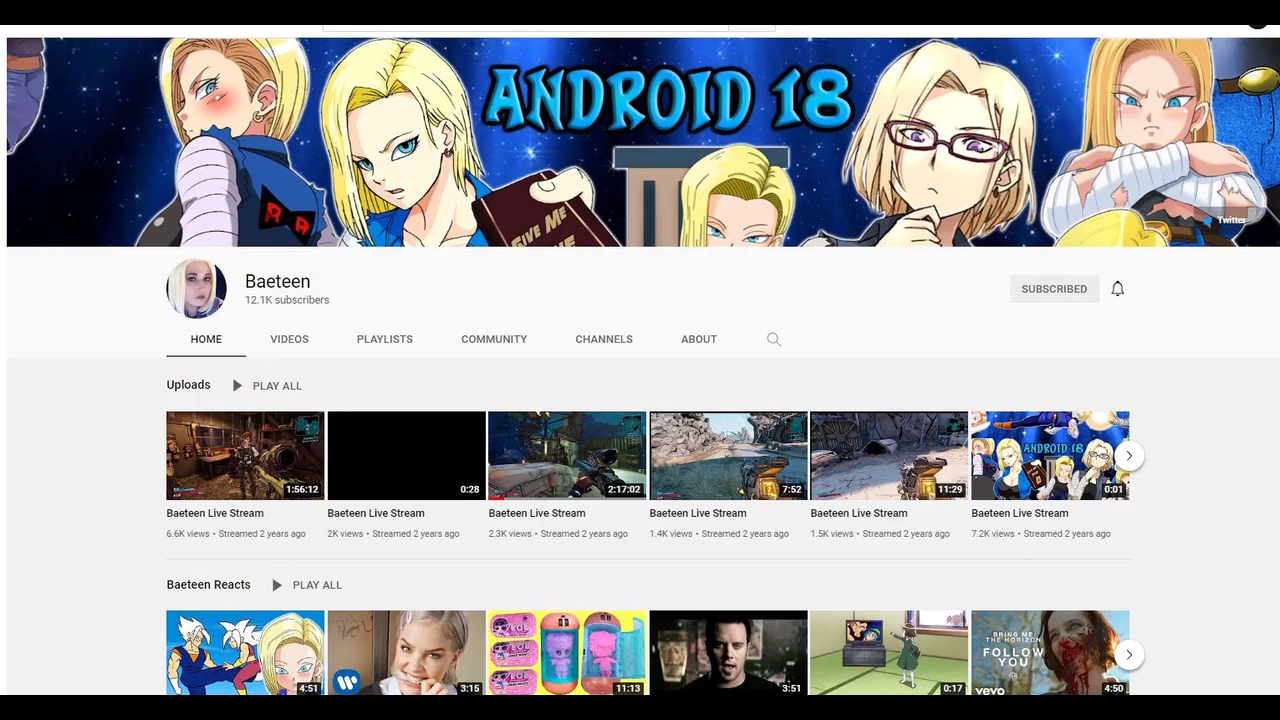 ANDROID 18
GIVE ME
Twitter
Baeteen
12.1K subscribers
SUBSCRIBED
HOME VIDEOS PLAYLISTS COMMUNITY CHANNELS ABOUT
Uploads PLAY ALL
1:56:12 0:28 2:17:02 7:52 11:29 ANDROID 18 0:01
Baeteen Live Stream Baeteen Live Stream Baeteen Live Stream Baeteen Live Stream Baeteen Live Stream Baeteen Live Stream
6.6K views • Streamed 2 years ago 2K views • Streamed 2 years ago 2.3K views • Streamed 2 years ago 1.4K views • Streamed 2 years ago 1.5K views • Streamed 2 years ago 7.2K views • Streamed 2 years ago
Baeteen Reacts PLAY ALL
BRING ME
THE HORIZON
FOLLOW
YOU
vevo
4:51 3:15 11:13 3:51 0:17 4:50